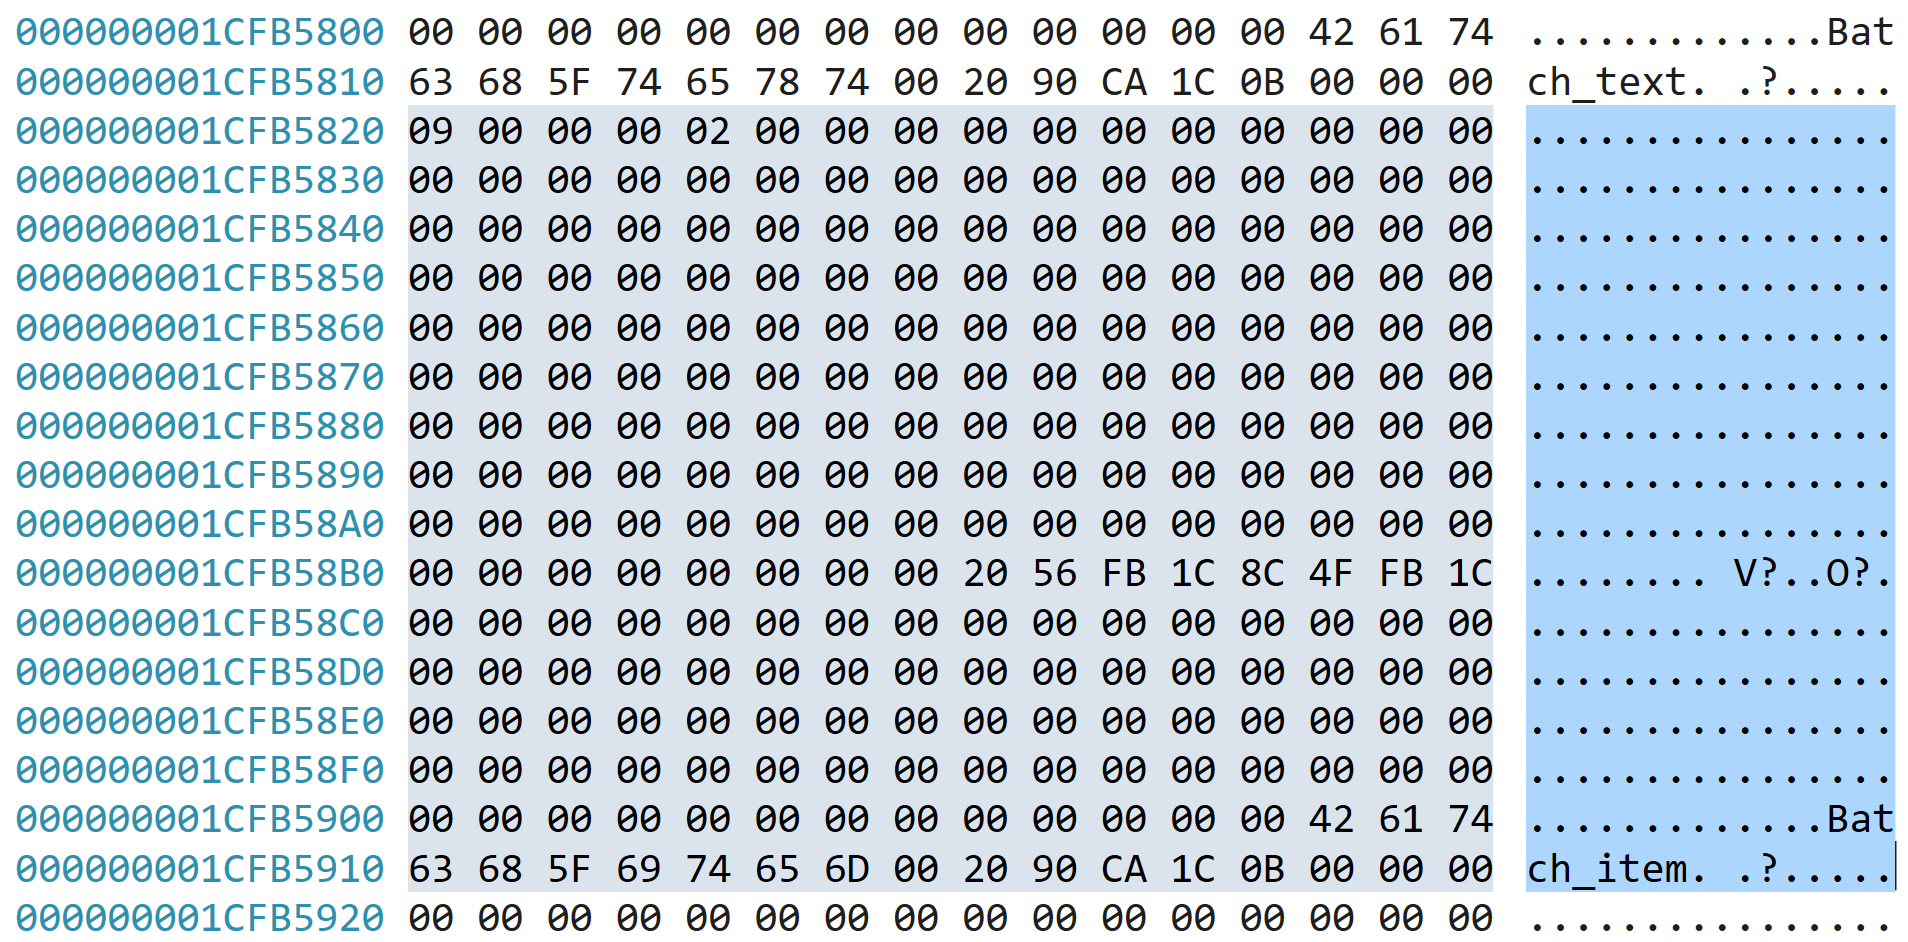 000000001CFB5800 00 00 00 00 00 00 00 00 00 00 00 00 00 42 61 74 .............Bat
000000001CFB5810 63 68 5F 74 65 78 74 00 20 90 CA 1C 0B 00 00 00 ch_text. .?.....
000000001CFB5820 09 00 00 00 02 00 00 00 00 00 00 00 00 00 00 00 ................
000000001CFB5830 00 00 00 00 00 00 00 00 00 00 00 00 00 00 00 00 ................
000000001CFB5840 00 00 00 00 00 00 00 00 00 00 00 00 00 00 00 00 ................
000000001CFB5850 00 00 00 00 00 00 00 00 00 00 00 00 00 00 00 00 ................
000000001CFB5860 00 00 00 00 00 00 00 00 00 00 00 00 00 00 00 00 ................
000000001CFB5870 00 00 00 00 00 00 00 00 00 00 00 00 00 00 00 00 ................
000000001CFB5880 00 00 00 00 00 00 00 00 00 00 00 00 00 00 00 00 ................
000000001CFB5890 00 00 00 00 00 00 00 00 00 00 00 00 00 00 00 00 ................
000000001CFB58A0 00 00 00 00 00 00 00 00 00 00 00 00 00 00 00 00 ................
000000001CFB58B0 00 00 00 00 00 00 00 00 20 56 FB 1C 8C 4F FB 1C ........ V?..O?.
000000001CFB58C0 00 00 00 00 00 00 00 00 00 00 00 00 00 00 00 00 ................
000000001CFB58D0 00 00 00 00 00 00 00 00 00 00 00 00 00 00 00 00 ................
000000001CFB58E0 00 00 00 00 00 00 00 00 00 00 00 00 00 00 00 00 ................
000000001CFB58F0 00 00 00 00 00 00 00 00 00 00 00 00 00 00 00 00 ................
000000001CFB5900 00 00 00 00 00 00 00 00 00 00 00 00 00 42 61 74 .............Bat
000000001CFB5910 63 68 5F 69 74 65 6D 00 20 90 CA 1C 0B 00 00 00 ch_item. .?.....
000000001CFB5920 00 00 00 00 00 00 00 00 00 00 00 00 00 00 00 00 ................